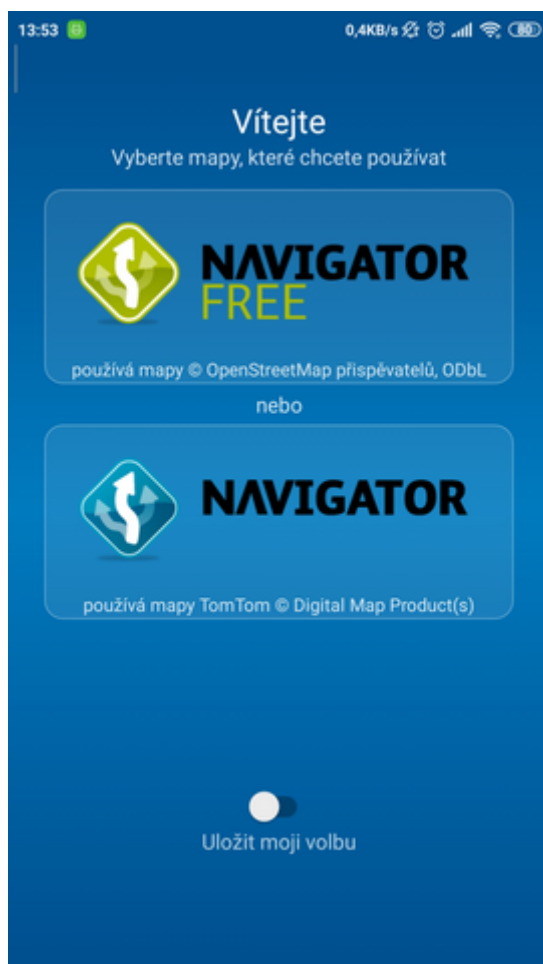 13:53 0,4KB/s 80
Vítejte
Vyberte mapy, které chcete používat
NAVIGATOR
FREE
používá mapy © OpenStreetMap přispěvatelů, ODbL
nebo
NAVIGATOR
používá mapy TomTom © Digital Map Product(s)
Uložit moji volbu